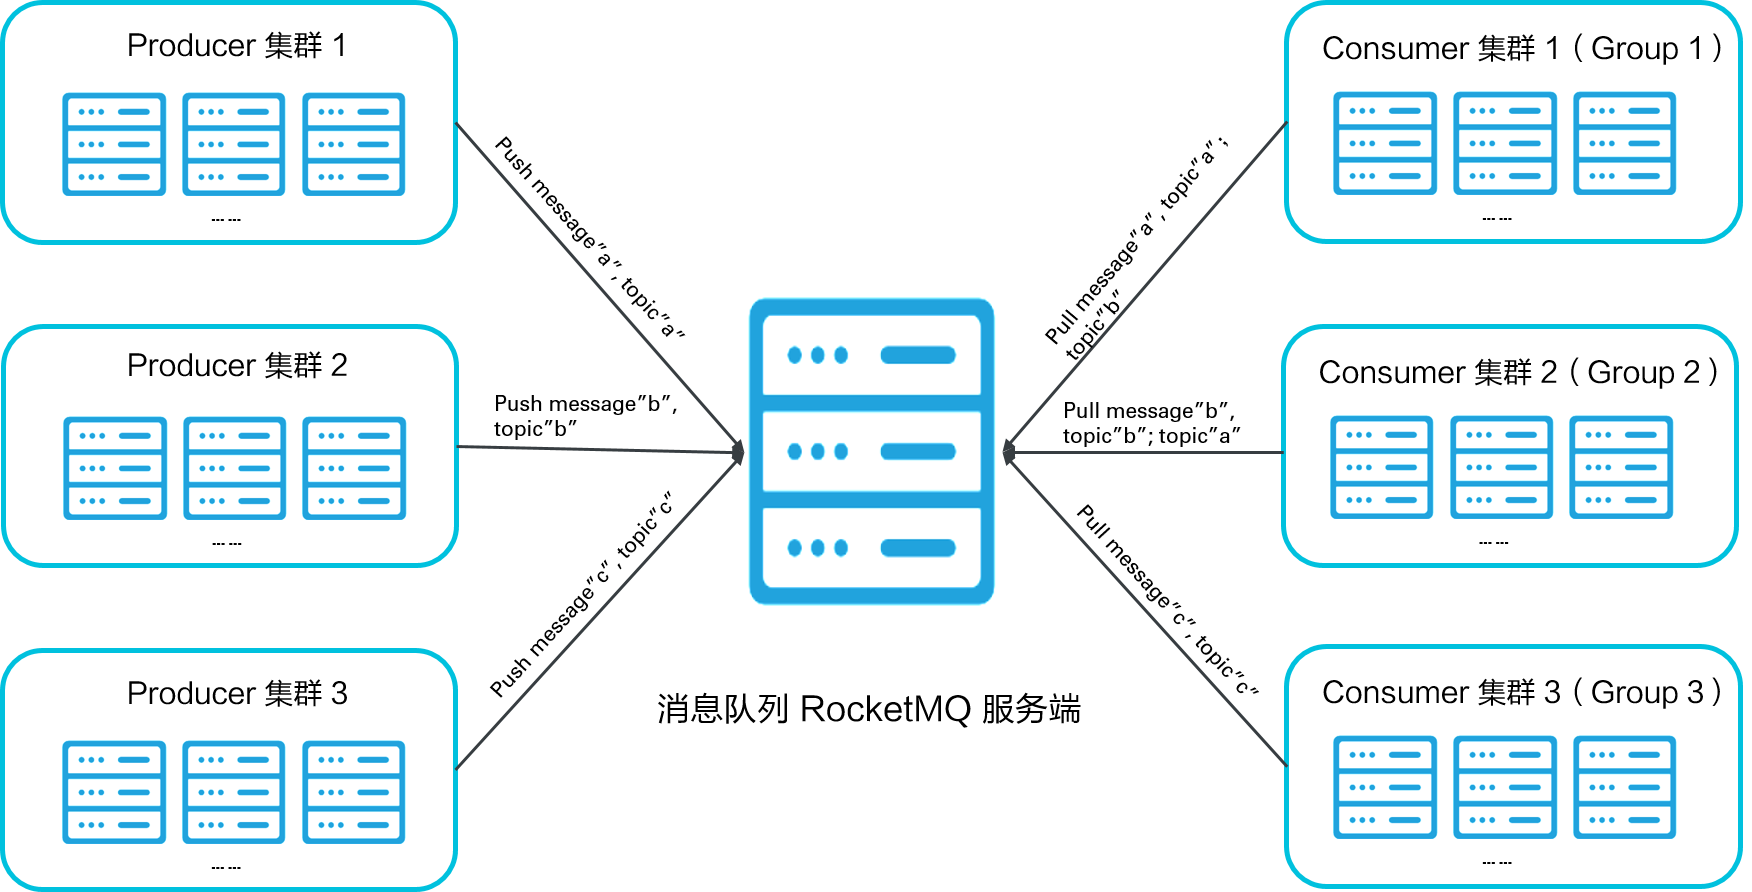 Producer 集群 1
... ...
Push message"a", topic"a"
Producer 集群 2
... ...
Push message"b",
topic"b"
Producer 集群 3
... ...
Push message"c", topic"c"
消息队列 RocketMQ 服务端
Consumer 集群 1（Group 1）
... ...
Pull message"a", topic"a";
topic"b"
Consumer 集群 2（Group 2）
... ...
Pull message"b",
topic"b"; topic"a"
Consumer 集群 3（Group 3）
... ...
Pull message"c", topic"c"